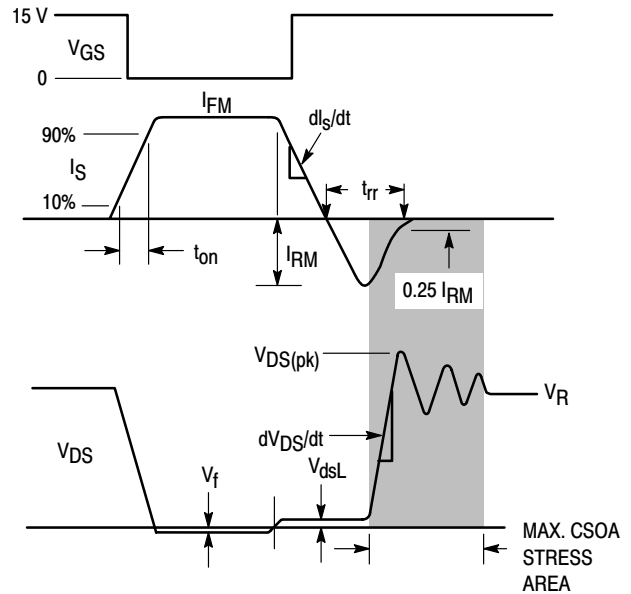 15 V
VGS
0
IFM
90%
dIS/dt
IS
trr
10%
ton
IRM
0.25 IRM
VDS(pk)
VR
dVDS/dt
VDS
Vf
VdsL
MAX. CSOA
STRESS
AREA